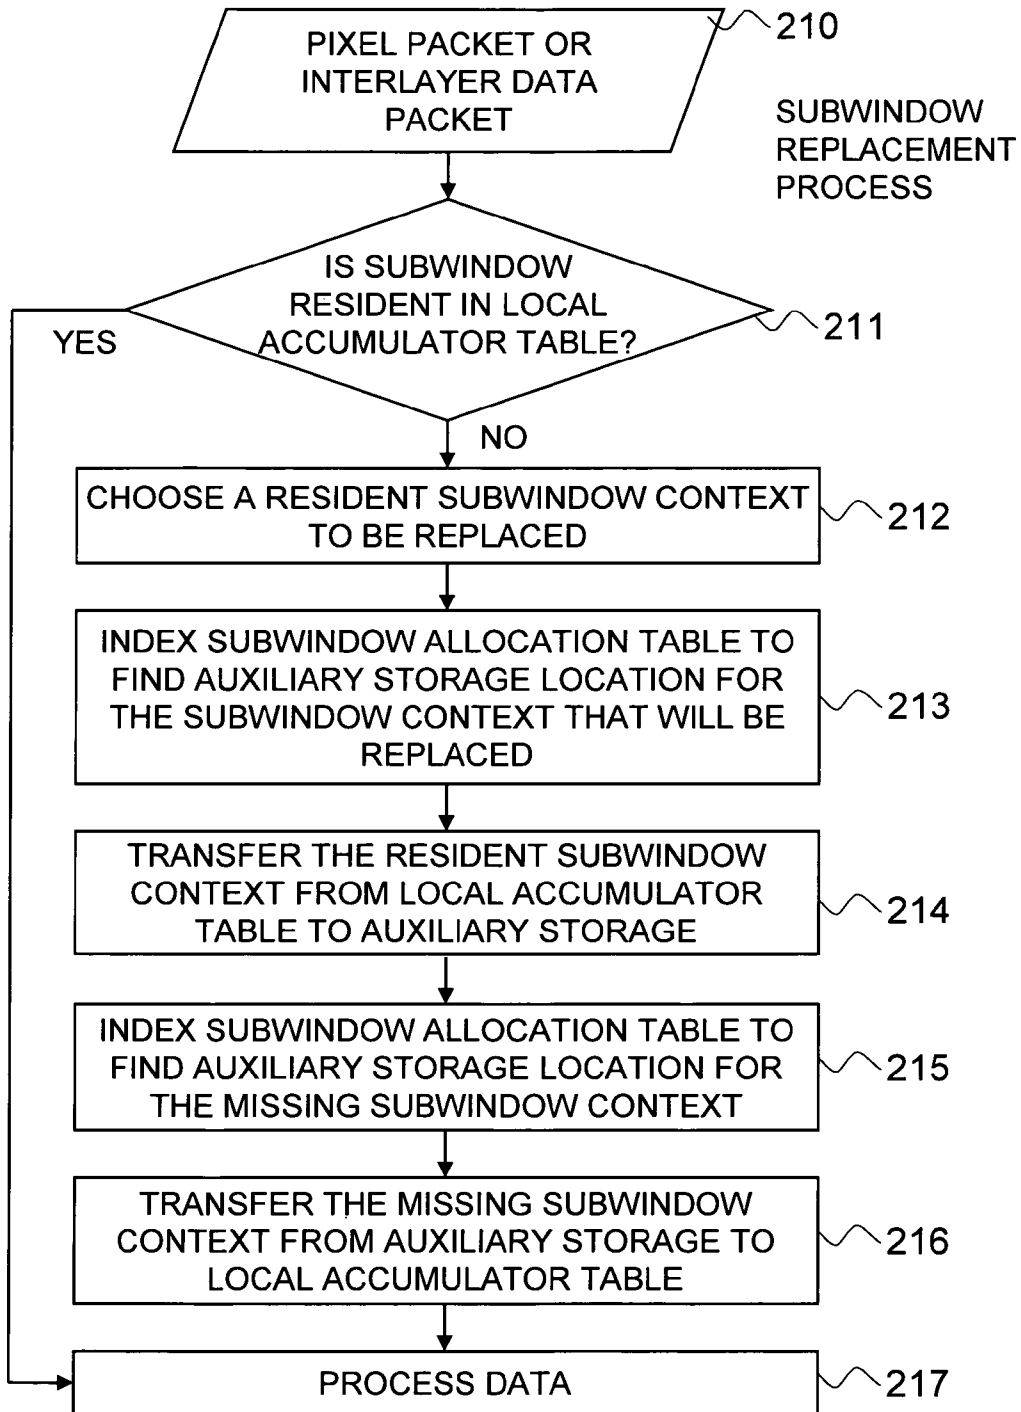 PIXEL PACKET OR
INTERLAYER DATA
PACKET
210
SUBWINDOW
REPLACEMENT
PROCESS
IS SUBWINDOW
RESIDENT IN LOCAL
ACCUMULATOR TABLE?
211
YES
NO
CHOOSE A RESIDENT SUBWINDOW CONTEXT
TO BE REPLACED
212
INDEX SUBWINDOW ALLOCATION TABLE TO
FIND AUXILIARY STORAGE LOCATION FOR
THE SUBWINDOW CONTEXT THAT WILL BE
REPLACED
213
TRANSFER THE RESIDENT SUBWINDOW
CONTEXT FROM LOCAL ACCUMULATOR
TABLE TO AUXILIARY STORAGE
214
INDEX SUBWINDOW ALLOCATION TABLE TO
FIND AUXILIARY STORAGE LOCATION FOR
THE MISSING SUBWINDOW CONTEXT
215
TRANSFER THE MISSING SUBWINDOW
CONTEXT FROM AUXILIARY STORAGE TO
LOCAL ACCUMULATOR TABLE
216
PROCESS DATA
217